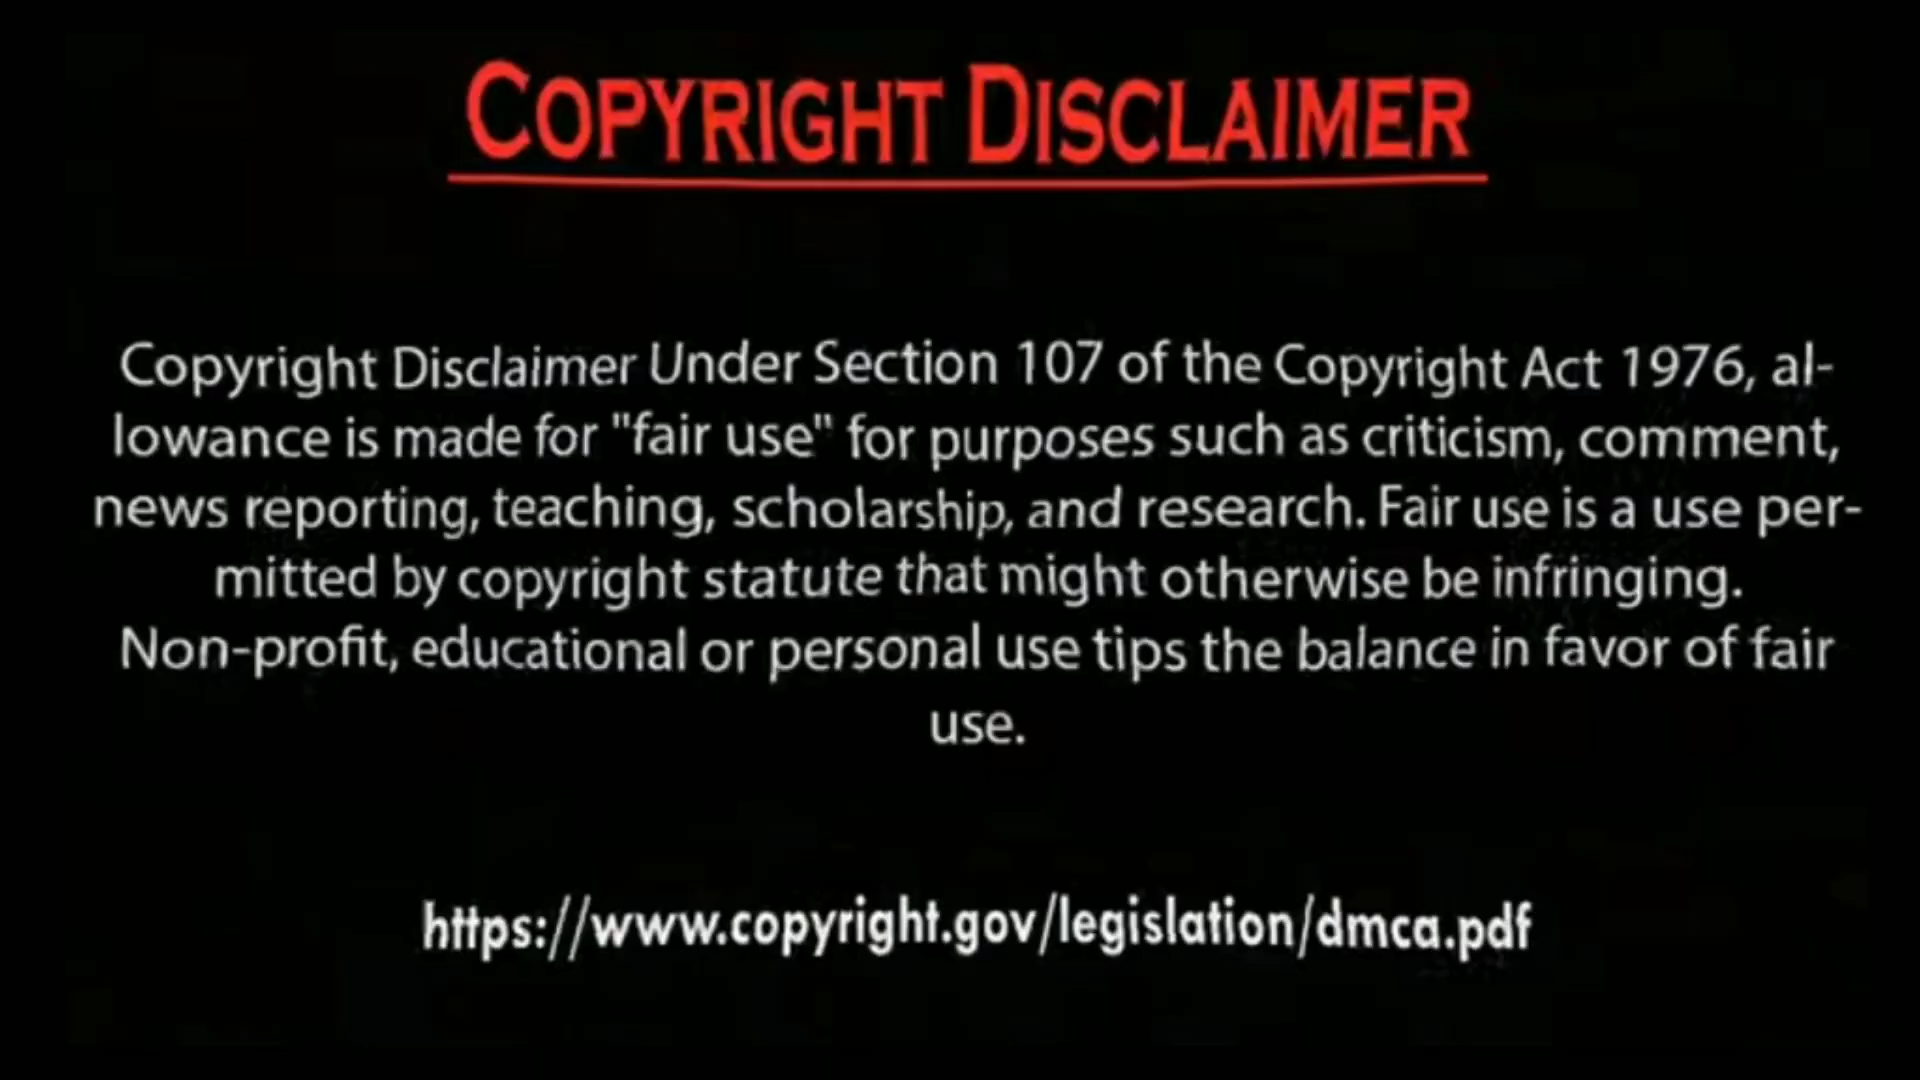 COPYRIGHT DISCLAIMER
Copyright Disclaimer Under Section 107 of the Copyright Act 1976, al-
lowance is made for "fair use" for purposes such as criticism, comment,
news reporting, teaching, scholarship, and research. Fair use is a use per-
mitted by copyright statute that might otherwise be infringing.
Non-profit, educational or personal use tips the balance in favor of fair
use.
https://www.copyright.gov/legislation/dmca.pdf